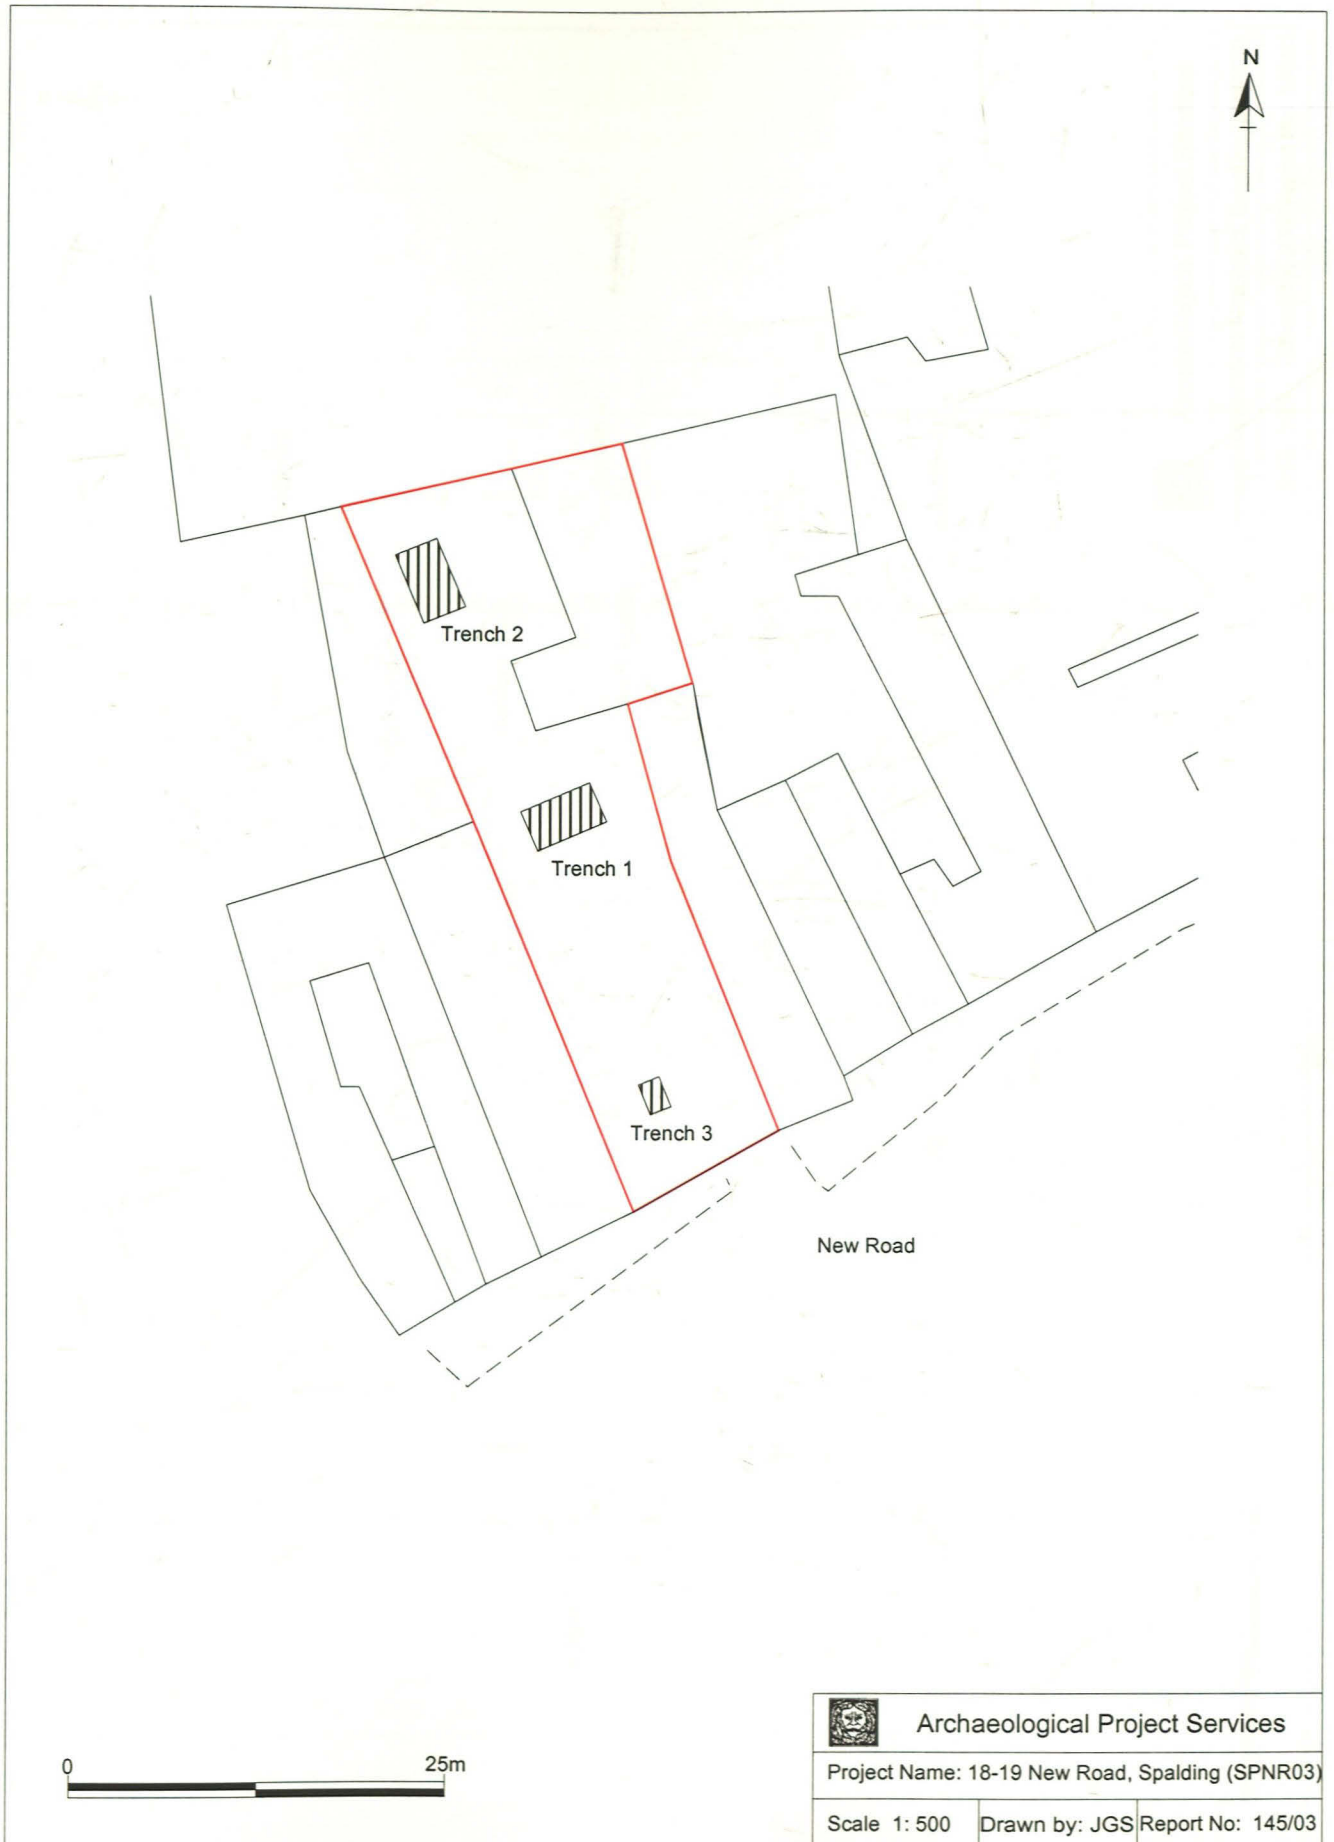 N
Trench 2
Trench 1
Trench 3
New Road
0 25m
Archaeological Project Services
Project Name: 18-19 New Road, Spalding (SPNR03)
Scale 1: 500 Drawn by: JGS Report No: 145/03